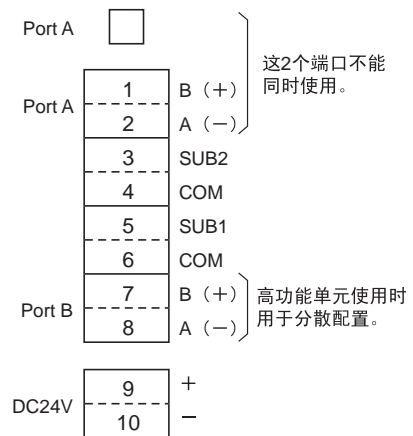 Port A
这2个端口不能
同时使用。
Port A
1 B（+）
2 A（−）
3 SUB2
4 COM
5 SUB1
6 COM
Port B
7 B（+）
8 A（−）
高功能单元使用时
用于分散配置。
DC24V
9 +
10 −